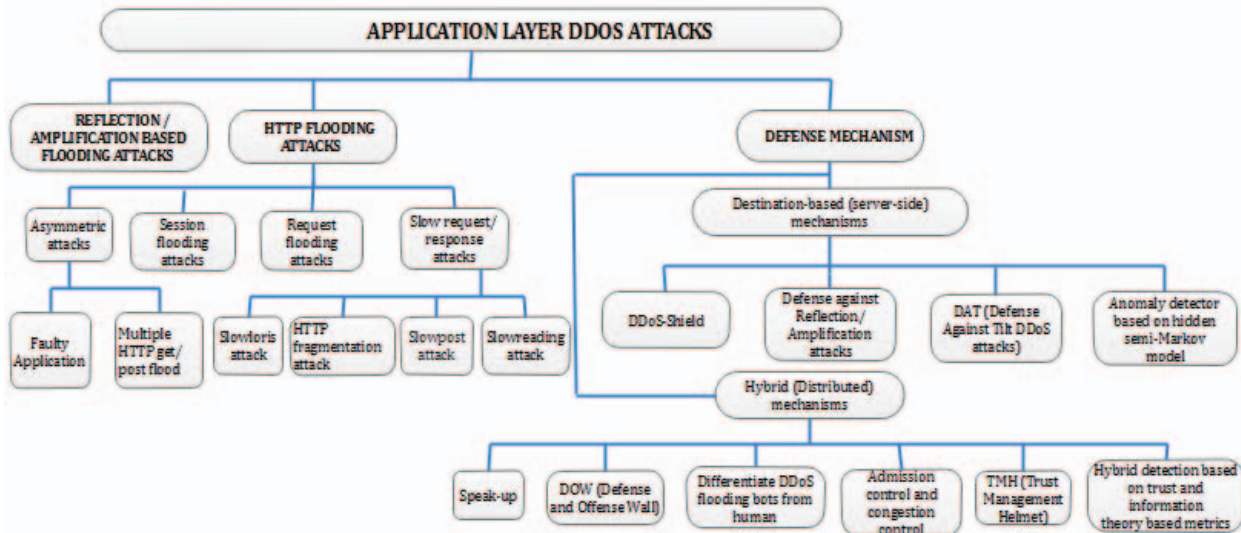 APPLICATION LAYER DDOS ATTACKS
REFLECTION /
AMPLIFICATION BASED
FLOODING ATTACKS
HTTP FLOODING
ATTACKS
DEFENSE MECHANISM
Asymmetric
attacks
Session
flooding
attacks
Request
flooding
attacks
Slow request/
response
attacks
Destination-based (server-side)
mechanisms
Faulty
Application
Multiple
HTTP get/
post flood
Slowloris
attack
HTTP
fragmentation
attack
Slowpost
attack
Slowreading
attack
DDoS-Shield
Defense against
Reflection/
Amplification
attacks
DAT (Defense
Against Tilt DDoS
attacks)
Anomaly detector
based on hidden
semi-Markov
model
Hybrid (Distributed)
mechanisms
Speak-up
DOW (Defense
and Offense Wall)
Differentiate DDoS
flooding bots from
human
Admission
control and
congestion
control
TMH (Trust
Management
Helmet)
Hybrid detection based
on trust and
information
theory based metrics